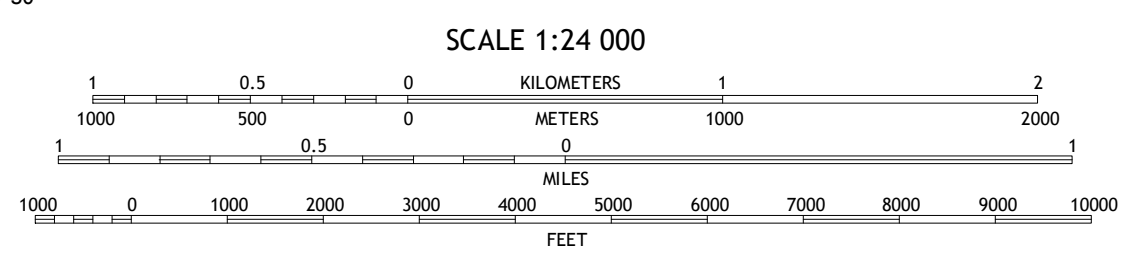 SCALE 1:24 000
1 0.5 0 KILOMETERS 1 2
1000 500 0 METERS 1000 2000
1 0.5 0 1
MILES
1000 0 1000 2000 3000 4000 5000 6000 7000 8000 9000 10000
FEET